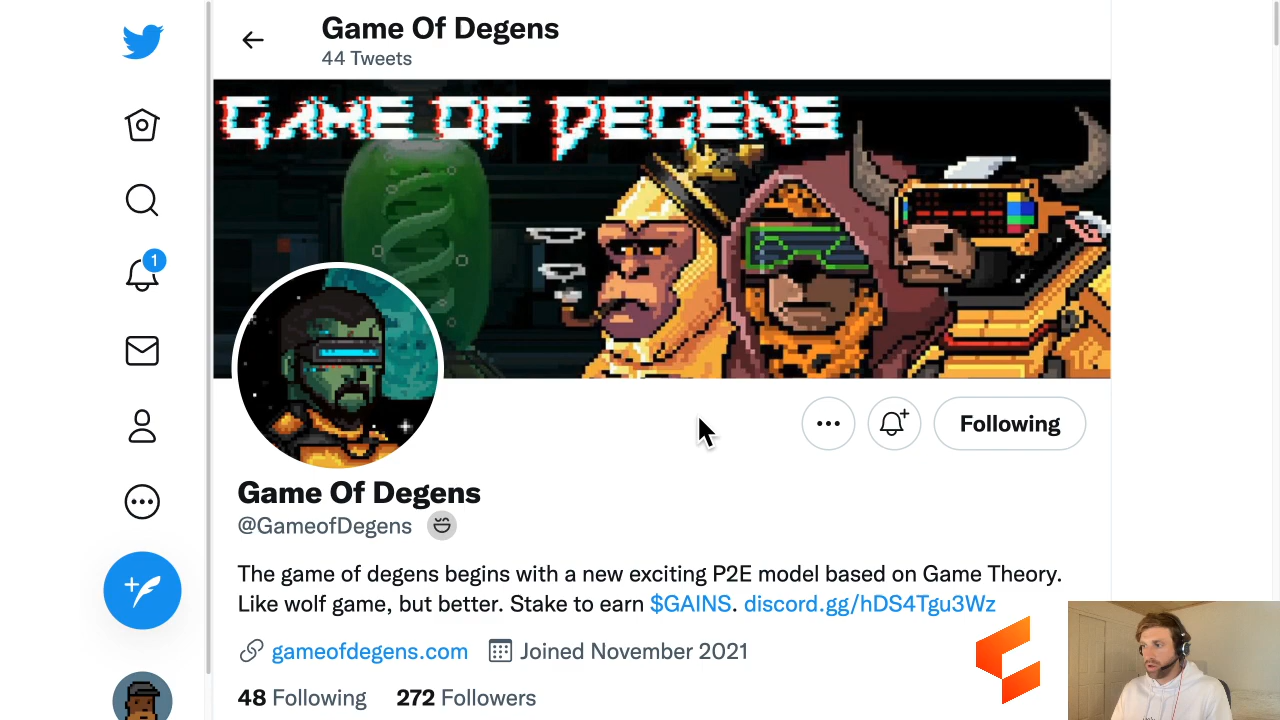 Game Of Degens
44 Tweets
GAME OF DEGENS
1
Following
Game Of Degens
@GameofDegens
The game of degens begins with a new exciting P2E model based on Game Theory.
Like wolf game, but better. Stake to earn $GAINS. discord.gg/hDS4Tgu3Wz
gameofdegens.com Joined November 2021
48 Following 272 Followers